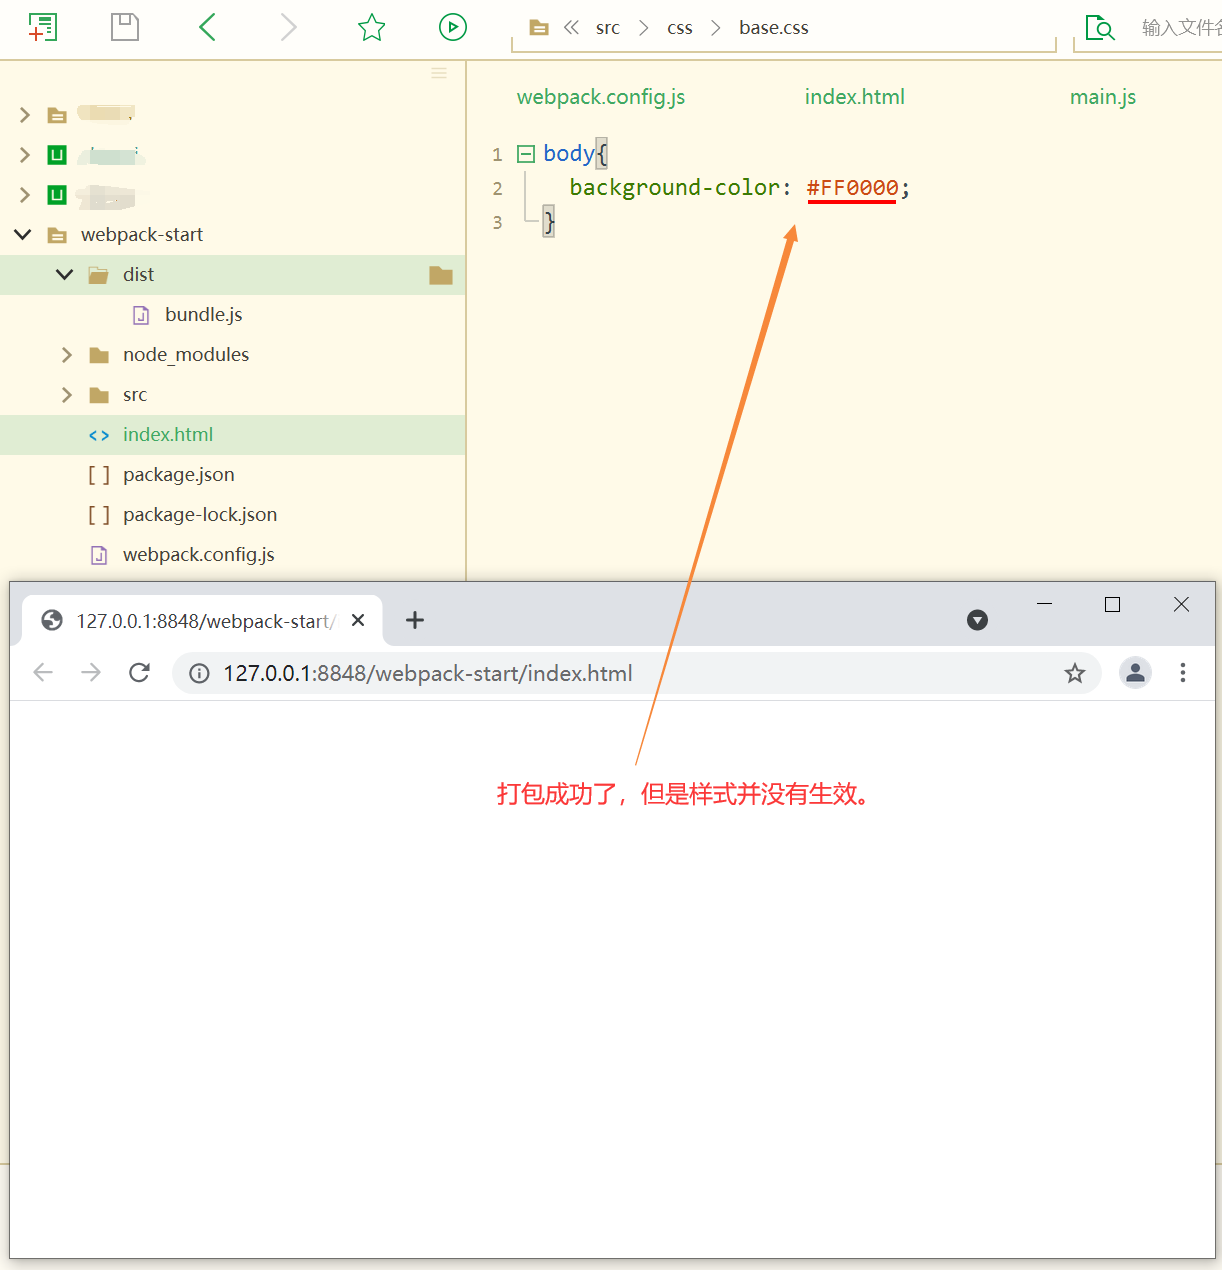 src css base.css 输入文件名
webpack.config.js index.html main.js
1 body{
2 background-color: #FF0000;
3 }
webpack-start
dist
bundle.js
node_modules
src
index.html
package.json
package-lock.json
webpack.config.js
127.0.0.1:8848/webpack-start/
127.0.0.1:8848/webpack-start/index.html
打包成功了，但是样式并没有生效。